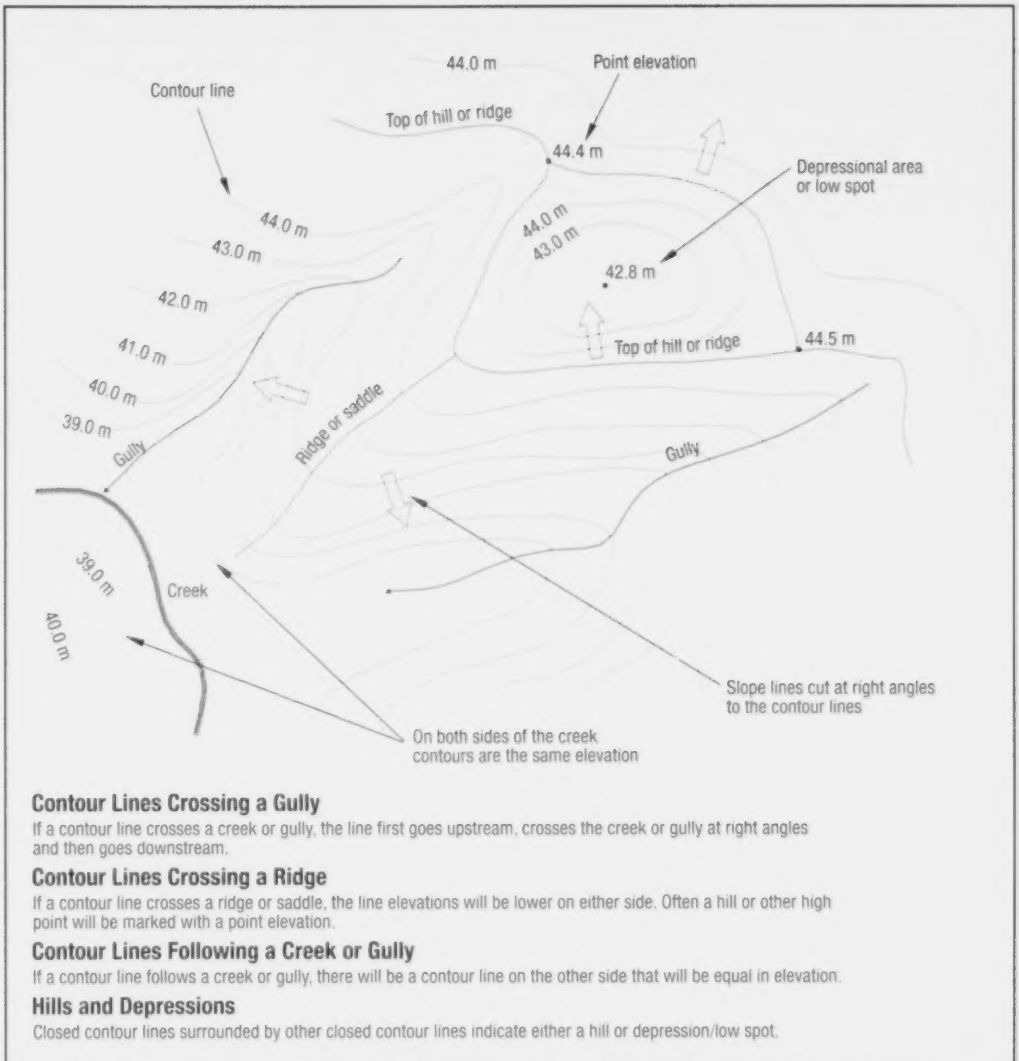 44.0 m
Point elevation
Contour line
Top of hill or ridge
44.4 m
Depressional area
or low spot
44.0 m
43.0 m
44.0 m
43.0 m
42.8 m
42.0 m
41.0 m
Top of hill or ridge
44.5 m
40.0 m
39.0 m
Ridge or saddle
Gully
Gully
39.0 m
Creek
40.0 m
Slope lines cut at right angles
to the contour lines
On both sides of the creek
contours are the same elevation
Contour Lines Crossing a Gully
If a contour line crosses a creek or gully, the line first goes upstream, crosses the creek or gully at right angles
and then goes downstream.
Contour Lines Crossing a Ridge
If a contour line crosses a ridge or saddle, the line elevations will be lower on either side. Often a hill or other high
point will be marked with a point elevation.
Contour Lines Following a Creek or Gully
If a contour line follows a creek or gully, there will be a contour line on the other side that will be equal in elevation.
Hills and Depressions
Closed contour lines surrounded by other closed contour lines indicate either a hill or depression/low spot.